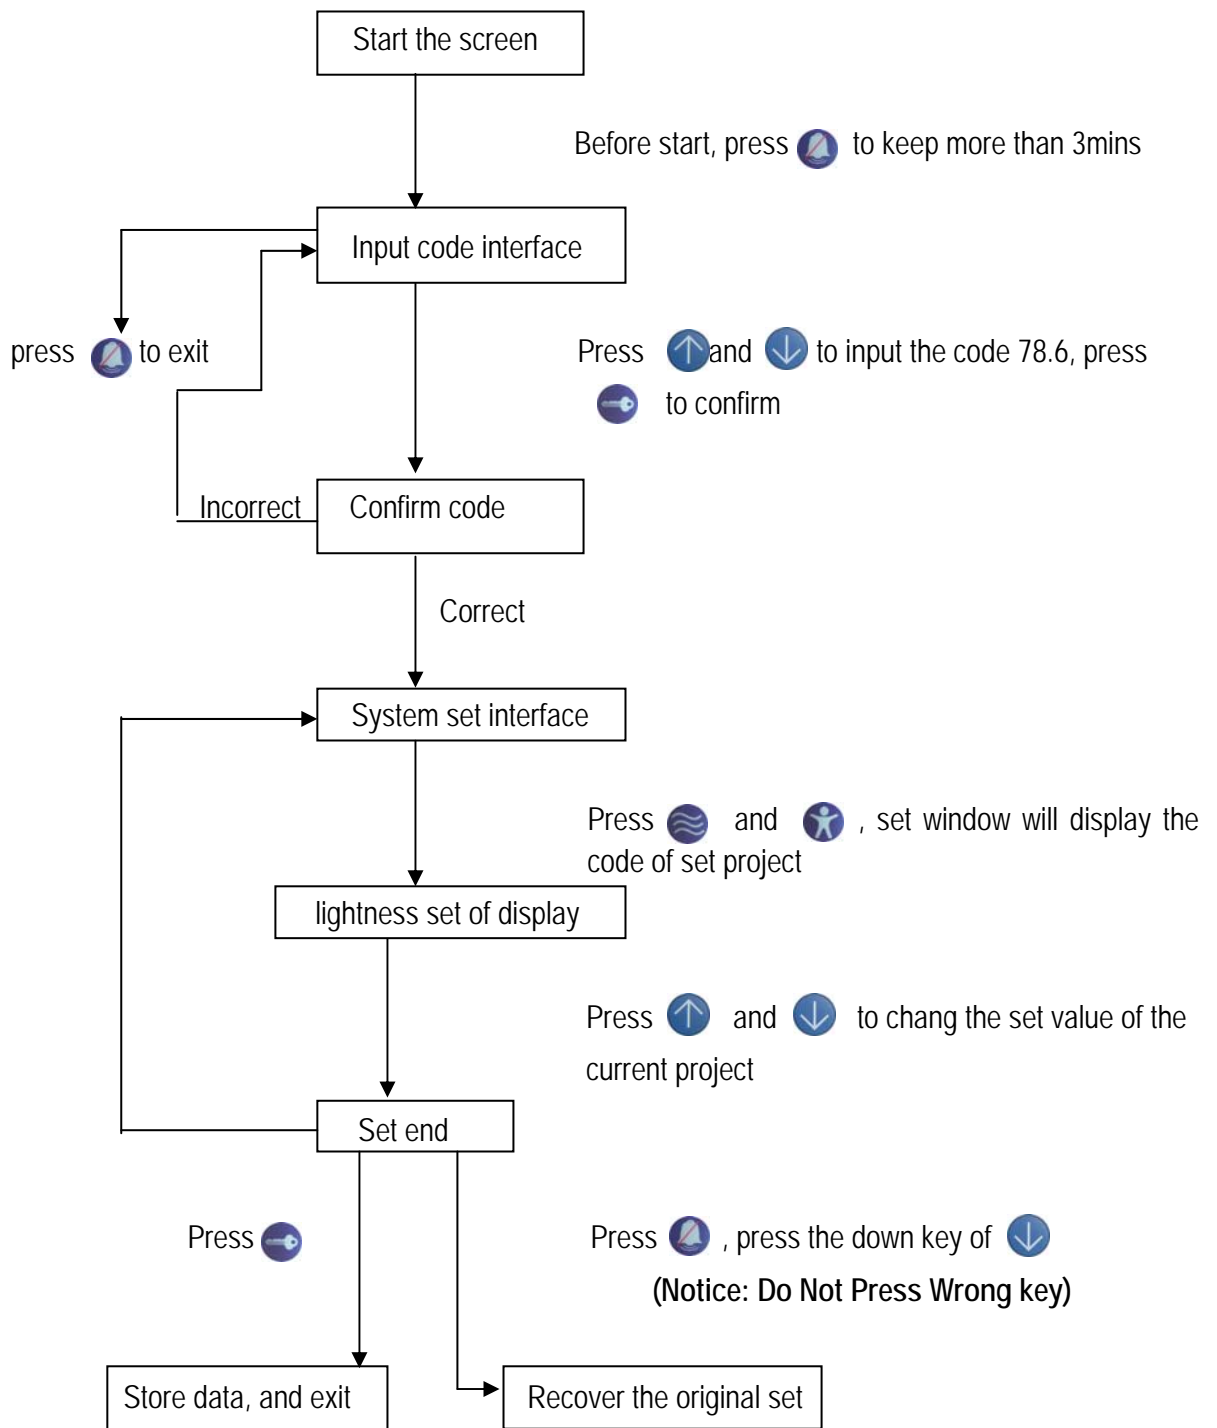 Start the screen
Before start, press to keep more than 3mins
Input code interface
press to exit
Press and to input the code 78.6, press
to confirm
Incorrect
Confirm code
Correct
System set interface
Press and , set window will display the
code of set project
lightness set of display
Press and to chang the set value of the
current project
Set end
Press
Press , press the down key of
(Notice: Do Not Press Wrong key)
Store data, and exit
Recover the original set